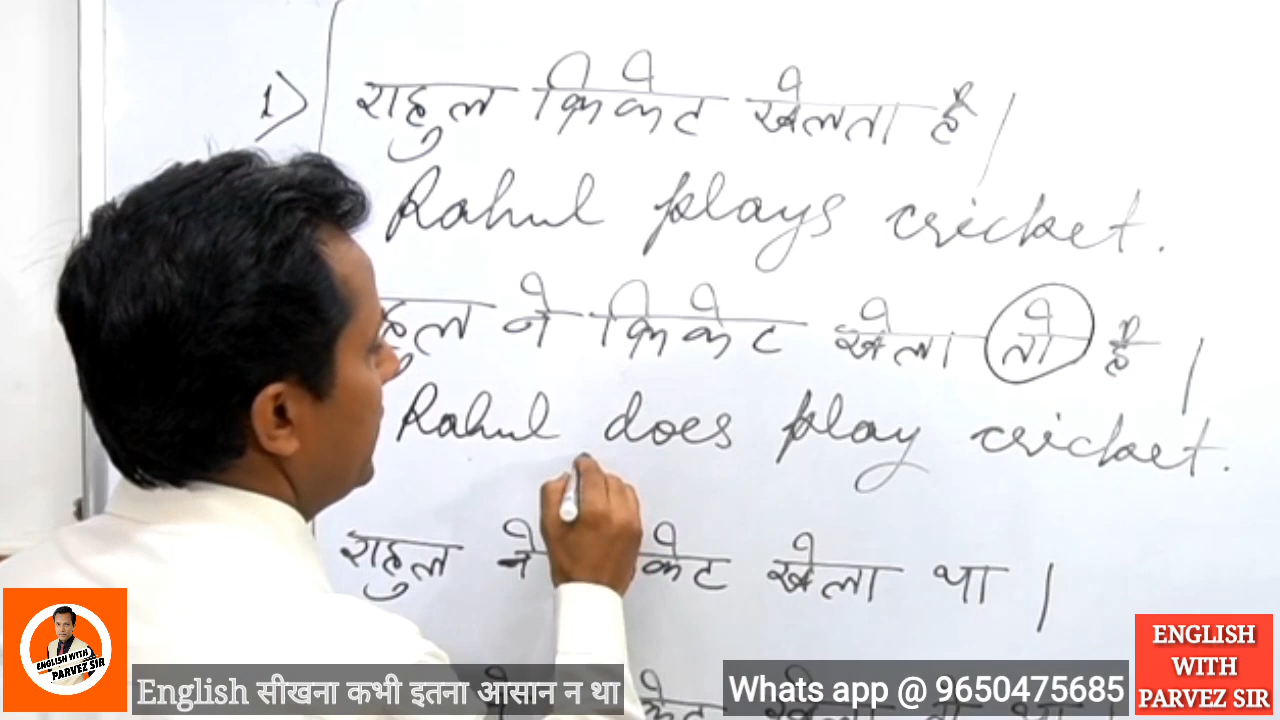 1) राहुल क्रिकेट खेलता है।
Rahul plays cricket.
राहुल ने क्रिकेट खेला तो है।
Rahul does play cricket.
राहुल ने केट खेला था।
ENGLISH WITH
PARVEZ SIR
English सीखना कभी इतना आसान न था
Whats app @ 9650475685
ENGLISH
WITH
PARVEZ SIR